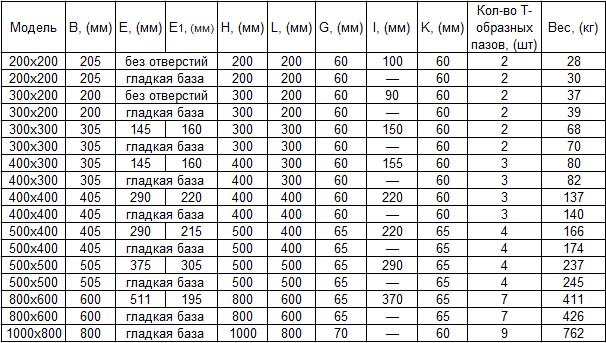 Модель B, (мм) E, (мм) E1, (мм) H, (мм) L, (мм) G, (мм) I, (мм) K, (мм) Кол-во Т-образных пазов, (шт) Вес, (кг)
200x200 205 без отверстий 200 200 60 100 60 2 28
200x200 205 гладкая база 200 200 60 — 60 2 30
300x200 200 без отверстий 300 200 60 90 60 2 37
300x200 200 гладкая база 300 200 60 — 60 2 39
300x300 305 145 160 300 300 60 150 60 2 68
300x300 305 гладкая база 300 300 60 — 60 2 70
400x300 305 145 160 400 300 60 155 60 3 80
400x300 305 гладкая база 400 300 60 — 60 3 82
400x400 405 290 220 400 400 60 220 60 3 137
400x400 405 гладкая база 400 400 60 — 60 3 140
500x400 405 290 215 500 400 65 220 65 4 166
500x400 405 гладкая база 500 400 65 — 65 4 174
500x500 505 375 305 500 500 65 290 65 4 237
500x500 505 гладкая база 500 500 65 — 65 4 245
800x600 600 511 195 800 600 65 370 65 7 411
800x600 600 гладкая база 800 600 65 — 65 7 426
1000x800 800 гладкая база 1000 800 70 — 60 9 762